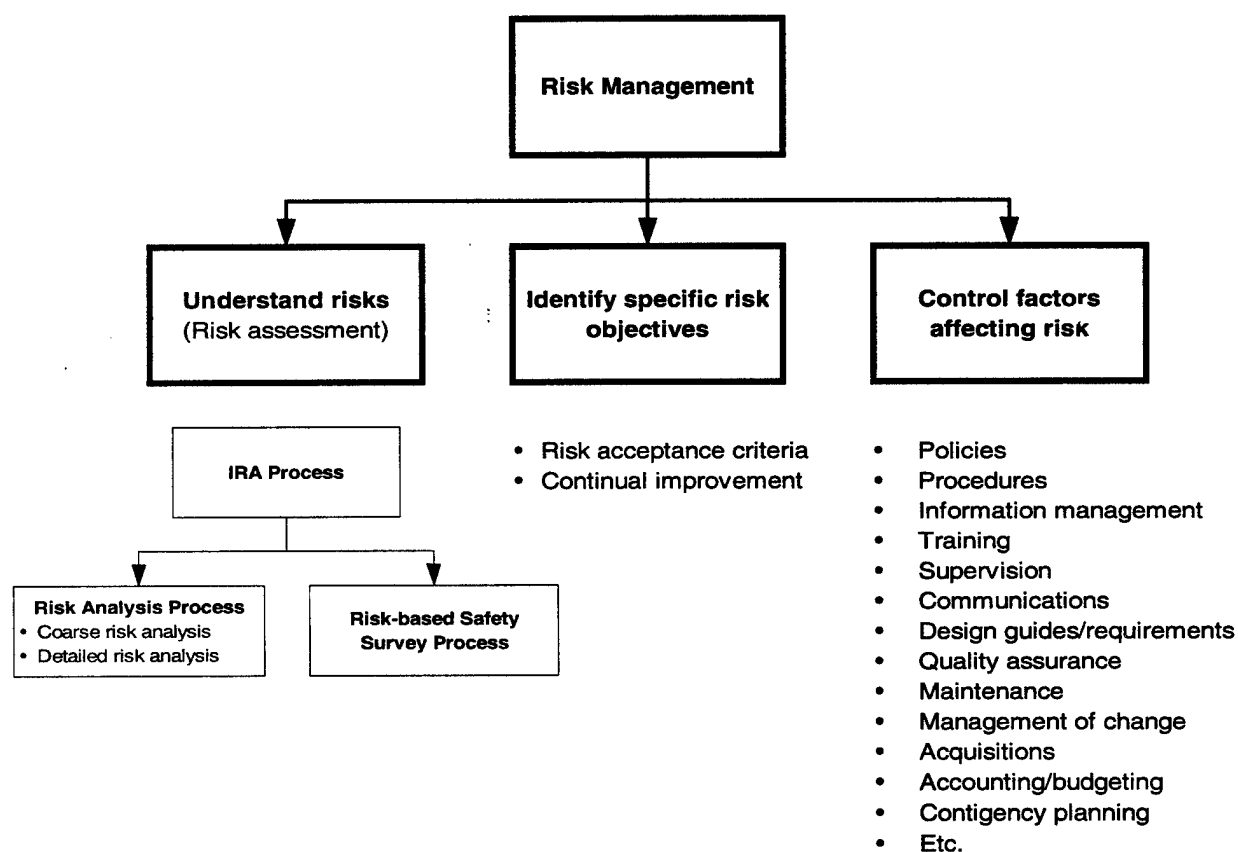 Risk Management
Understand risks
(Risk assessment)
Identify specific risk
objectives
Control factors
affecting risk
IRA Process
Risk Analysis Process
• Coarse risk analysis
• Detailed risk analysis
Risk-based Safety
Survey Process
• Risk acceptance criteria
• Continual improvement
• Policies
• Procedures
• Information management
• Training
• Supervision
• Communications
• Design guides/requirements
• Quality assurance
• Maintenance
• Management of change
• Acquisitions
• Accounting/budgeting
• Contigency planning
• Etc.